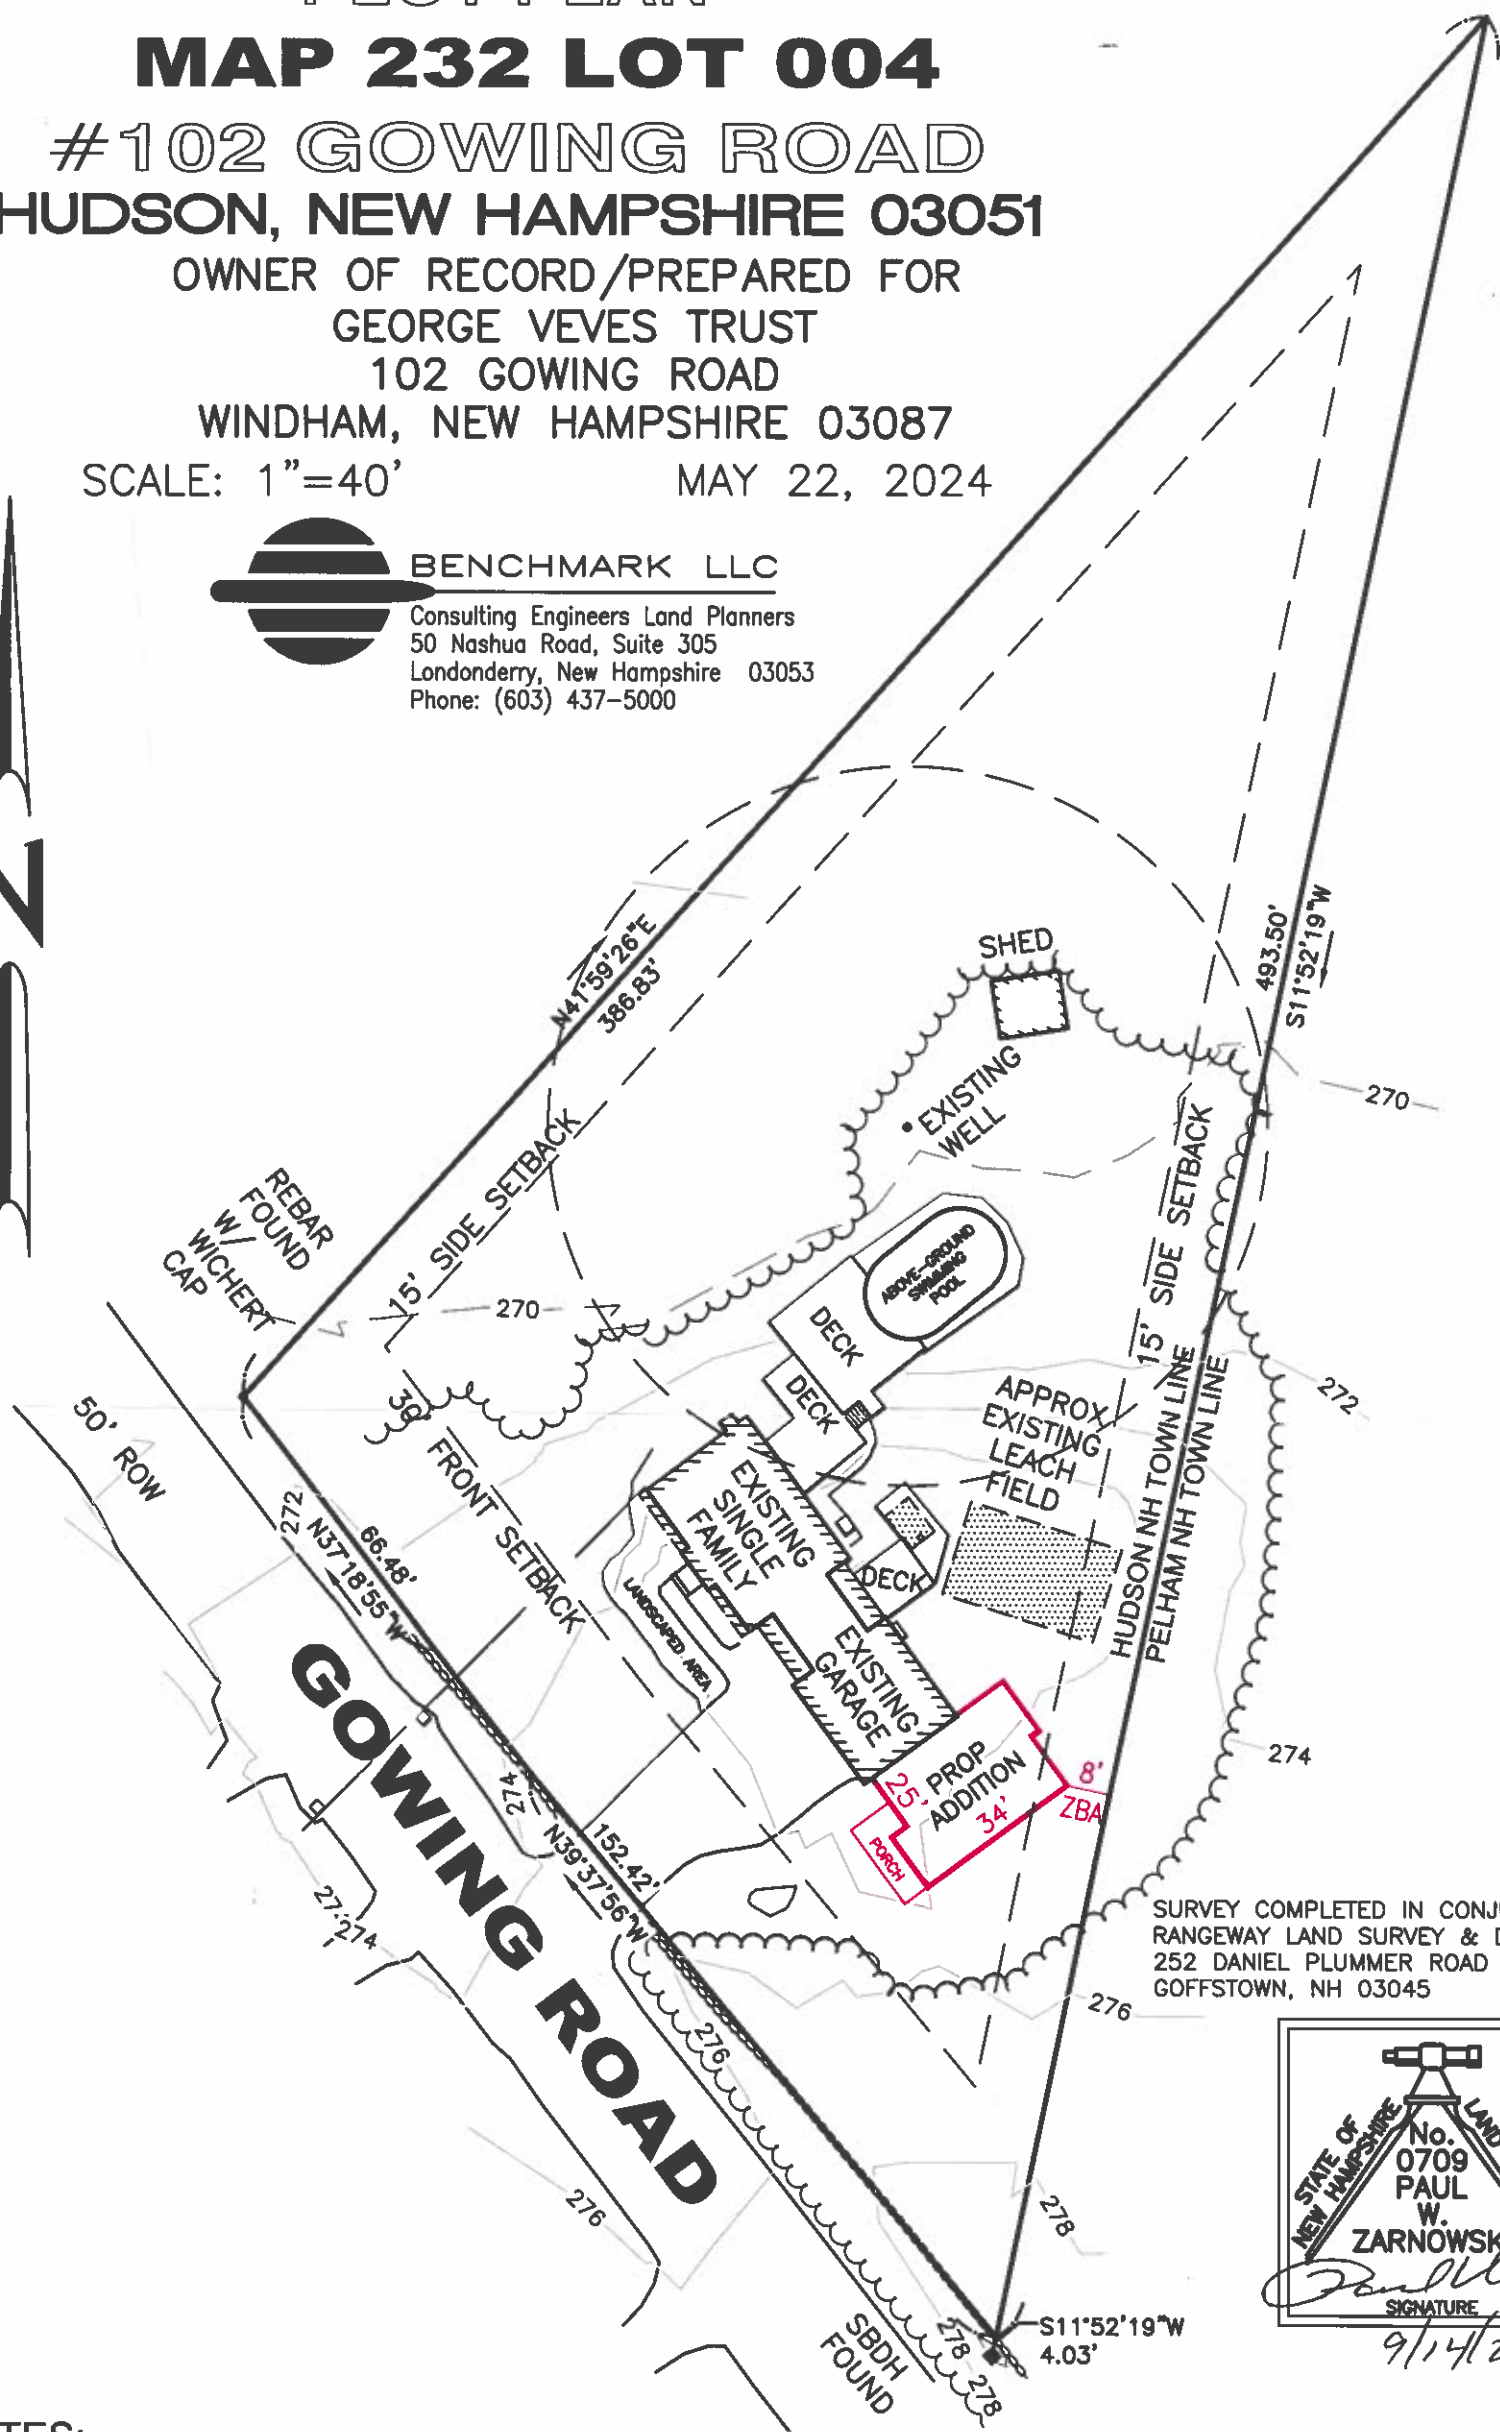 MAP 232 LOT 004
#102 GOWING ROAD
HUDSON, NEW HAMPSHIRE 03051
OWNER OF RECORD/PREPARED FOR
GEORGE VEVES TRUST
102 GOWING ROAD
WINDHAM, NEW HAMPSHIRE 03087
SCALE: 1"=40' MAY 22, 2024
BENCHMARK LLC
Consulting Engineers Land Planners
50 Nashua Road, Suite 305
Londonderry, New Hampshire 03053
Phone: (603) 437-5000
N41°59'26"E
386.83'
493.50'
S11°52'19"W
SHED
EXISTING
WELL
270
15' SIDE SETBACK
15' SIDE SETBACK
REBAR
FOUND
W/
WICHERT
CAP
270
ABOVE-GROUND
SWIMMING
POOL
DECK
DECK
272
APPROX
EXISTING
LEACH
FIELD
HUDSON NH TOWN LINE
PELHAM NH TOWN LINE
50' ROW
30' FRONT SETBACK
272
N37°18'55"W
66.48'
EXISTING
SINGLE
FAMILY
DECK
LANDSCAPED AREA
EXISTING
GARAGE
274
PROP
ADDITION
25'
34'
8'
ZBA
PORCH
GOWING ROAD
274
N39°37'56"W
152.42'
274
SURVEY COMPLETED IN
RANGEWAY LAND SURVEY &
252 DANIEL PLUMMER ROAD
GOFFSTOWN, NH 03045
276
276
276
278
STATE OF
NEW HAMPSHIRE
LAND
No.
0709
PAUL
W.
ZARNOWSK
SIGNATURE
S11°52'19"W
4.03'
SBDH
FOUND
278
278